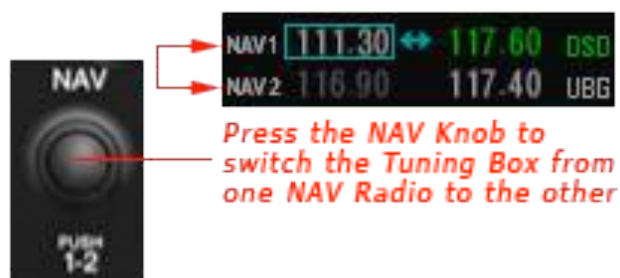 NAV1 111.30 ↔ 117.60 DSD
NAV2 116.90 117.40 UBG
NAV
Press the NAV Knob to
switch the Tuning Box from
one NAV Radio to the other
PUSH
1-2